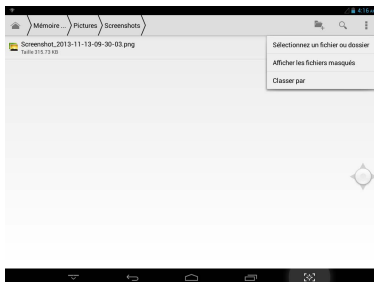 4:16
Mémoire ... Pictures Screenshots
Screenshot_2013-11-13-09-30-03.png
Taille 315.73 KB
Sélectionnez un fichier ou dossier
Afficher les fichiers masqués
Classer par